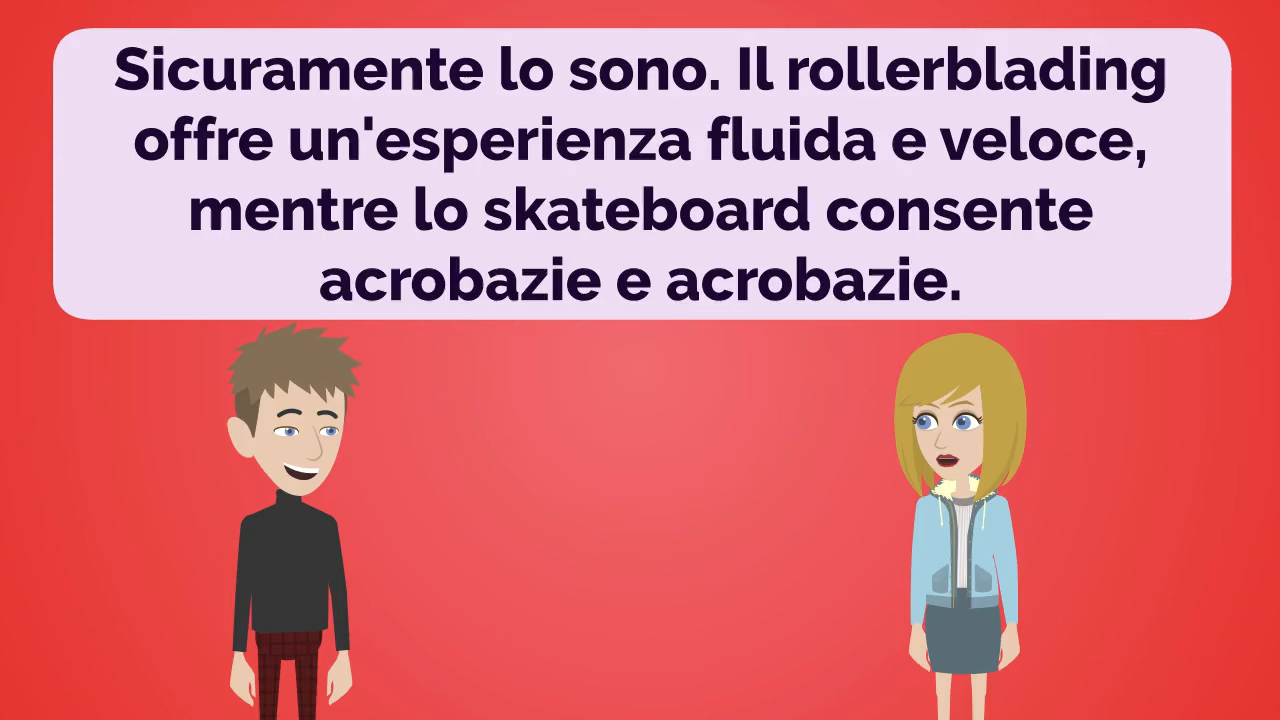 Sicuramente lo sono. Il rollerblading
offre un'esperienza fluida e veloce,
mentre lo skateboard consente
acrobazie e acrobazie.